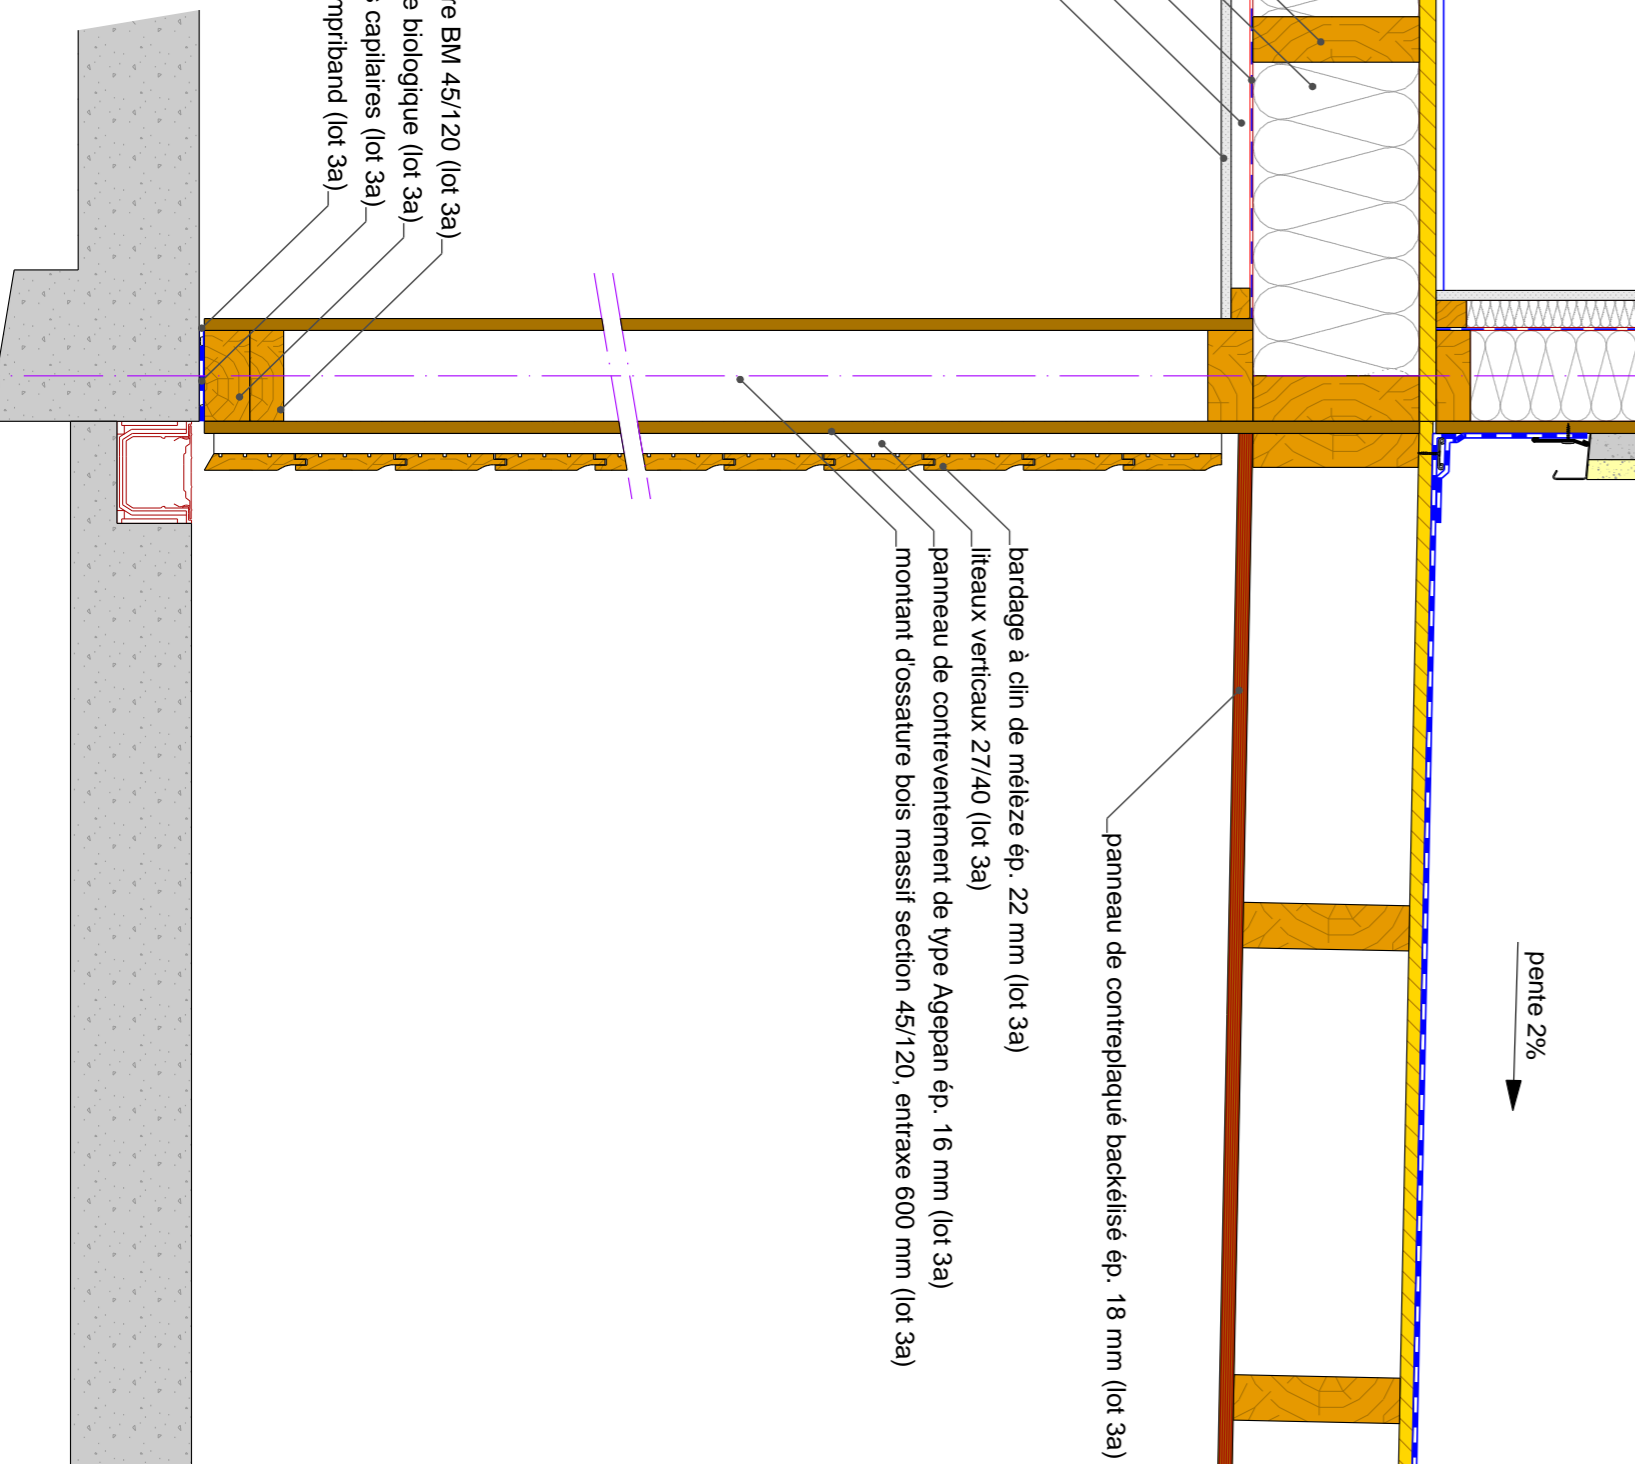 pente 2%
panneau de contreplaqué backélisé ép. 18 mm (lot 3a)
bardage à clin de mélèze ép. 22 mm (lot 3a)
liteaux verticaux 27/40 (lot 3a)
panneau de contreventement de type Agepan ép. 16 mm (lot 3a)
montant d'ossature bois massif section 45/120, entraxe 600 mm (lot 3a)
BM 45/120 (lot 3a)
biologique (lot 3a)
capilaires (lot 3a)
(lot 3a)